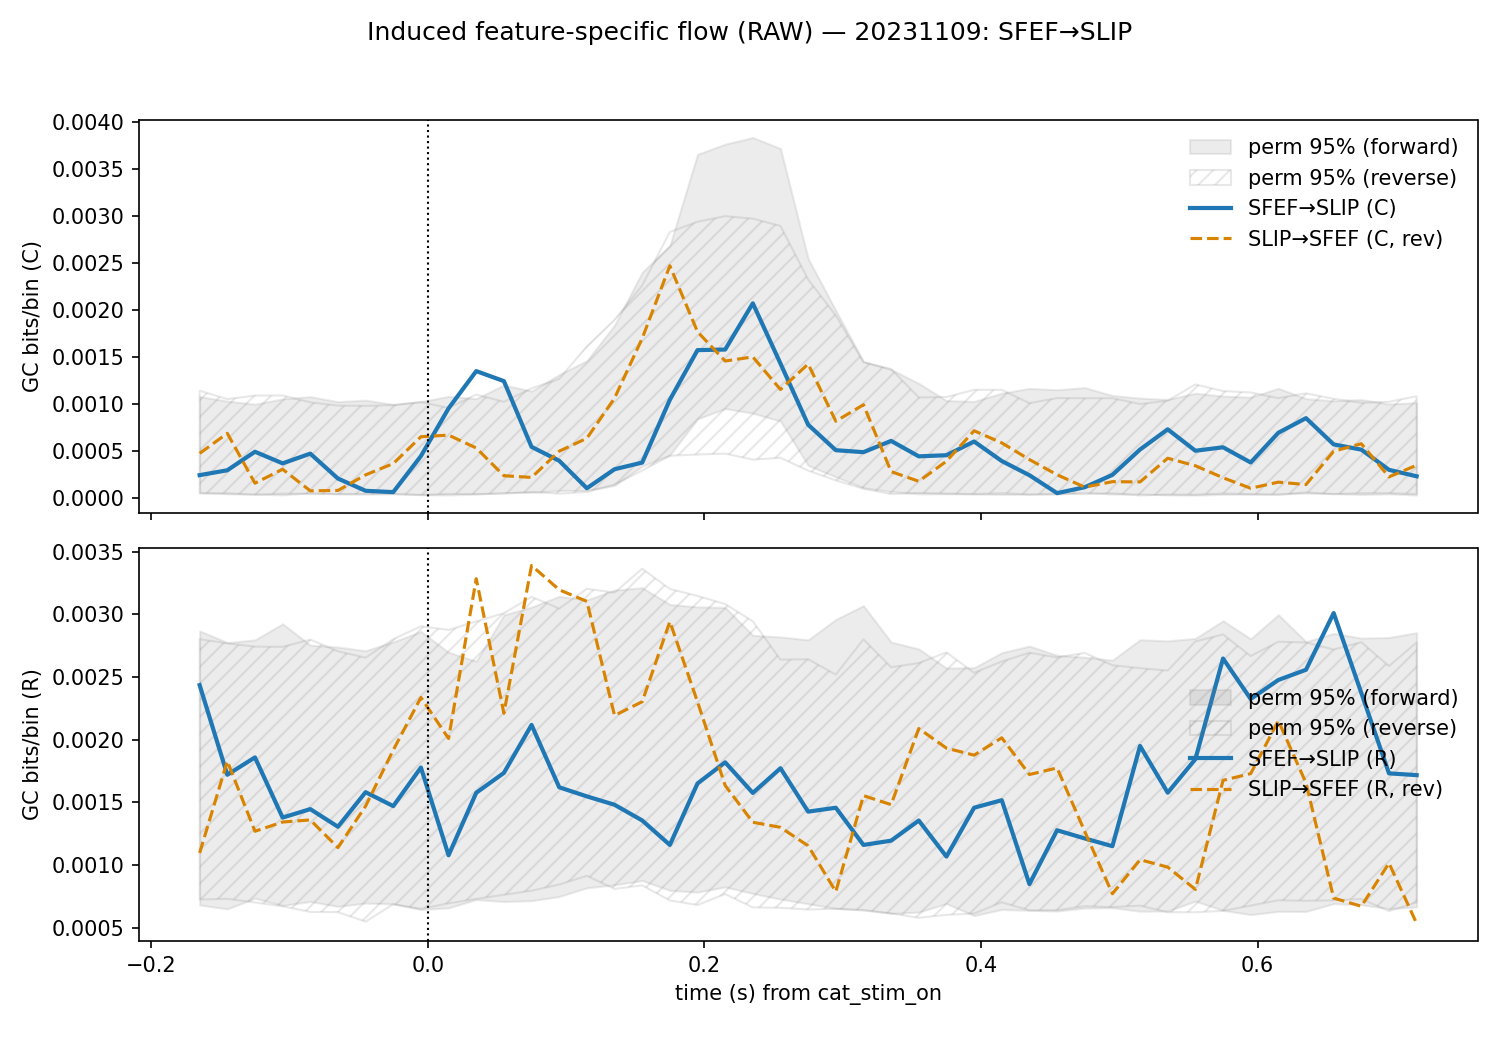 Induced feature-specific flow (RAW) — 20231109: SFEF→SLIP
GC bits/bin (C)
0.0040
0.0035
0.0030
0.0025
0.0020
0.0015
0.0010
0.0005
0.0000
perm 95% (forward)
perm 95% (reverse)
SFEF→SLIP (C)
SLIP→SFEF (C, rev)
GC bits/bin (R)
0.0035
0.0030
0.0025
0.0020
0.0015
0.0010
0.0005
perm 95% (forward)
perm 95% (reverse)
SFEF→SLIP (R)
SLIP→SFEF (R, rev)
−0.2 0.0 0.2 0.4 0.6
time (s) from cat_stim_on